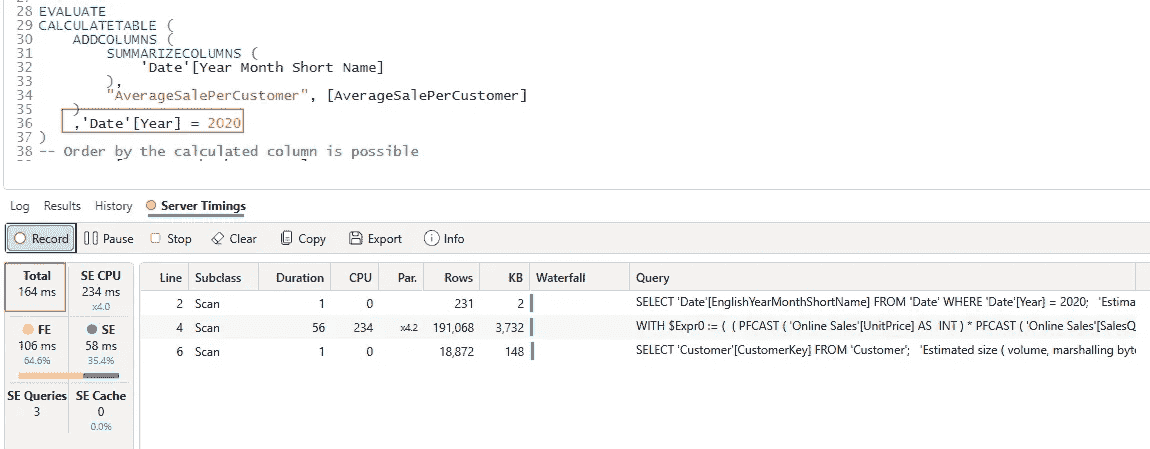 28 EVALUATE
29 CALCULATETABLE (
30 ADDCOLUMNS (
31 SUMMARIZECOLUMNS (
32 'Date'[Year Month Short Name]
33 ),
34 "AverageSalePerCustomer", [AverageSalePerCustomer]
35 )
36 ,'Date'[Year] = 2020
37 )
38 -- Order by the calculated column is possible
Log Results History Server Timings
Record Pause Stop Clear Copy Export Info
Total SE CPU
164 ms 234 ms
x4.0
FE SE
106 ms 58 ms
64.6% 35.4%
SE Queries SE Cache
3 0
0.0%
Line Subclass Duration CPU Par. Rows KB Waterfall Query
2 Scan 1 0 231 2 SELECT 'Date'[EnglishYearMonthShortName] FROM 'Date' WHERE 'Date'[Year] = 2020; 'Estima
4 Scan 56 234 x4.2 191,068 3,732 WITH $Expr0 := ( ( PFCAST ( 'Online Sales'[UnitPrice] AS INT ) * PFCAST ( 'Online Sales'[SalesQ
6 Scan 1 0 18,872 148 SELECT 'Customer'[CustomerKey] FROM 'Customer'; 'Estimated size ( volume, marshalling byt